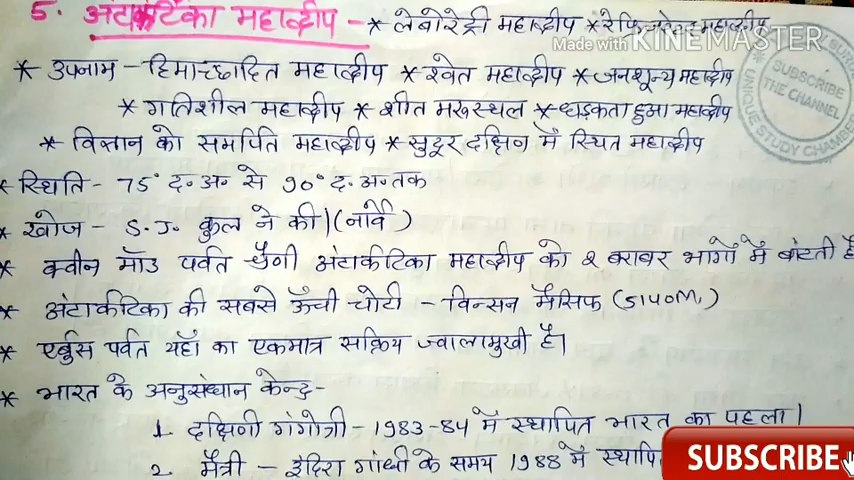 5. अंटार्कटिका महाद्वीप - * लेबोरेट्री महाद्वीप * रेफ्रिजरेटर महाद्वीप
Made with KINEMASTER
* उपनाम - हिमाच्छादित महाद्वीप * श्वेत महाद्वीप * जनशून्य महाद्वीप
* गतिशील महाद्वीप * शीत मरुस्थल * धड़कता हुआ महाद्वीप
* विज्ञान को समर्पित महाद्वीप * सुदूर दक्षिण में स्थित महाद्वीप
* स्थिति - 75° द.अ. से 90° द.अ. तक
* खोज - S.J. कुल ने की। (नार्वे)
* क्वीन मॉउ पर्वत श्रेणी अंटार्कटिका महाद्वीप को 2 बराबर भागों में बांटती है
* अंटार्कटिका की सबसे ऊँची चोटी - विन्सन मैसिफ (5140M.)
* एर्बुस पर्वत यहाँ का एकमात्र सक्रिय ज्वालामुखी है।
* भारत के अनुसंधान केन्द्र-
1. दक्षिणी गंगोत्री - 1983-84 में स्थापित भारत का पहला।
2. मैत्री - इंदिरा गांधी के समय 1988 में
SUBSCRIBE
THE CHANNEL
UNIQUE STUDY CHAMBER
SUBSCRIBE